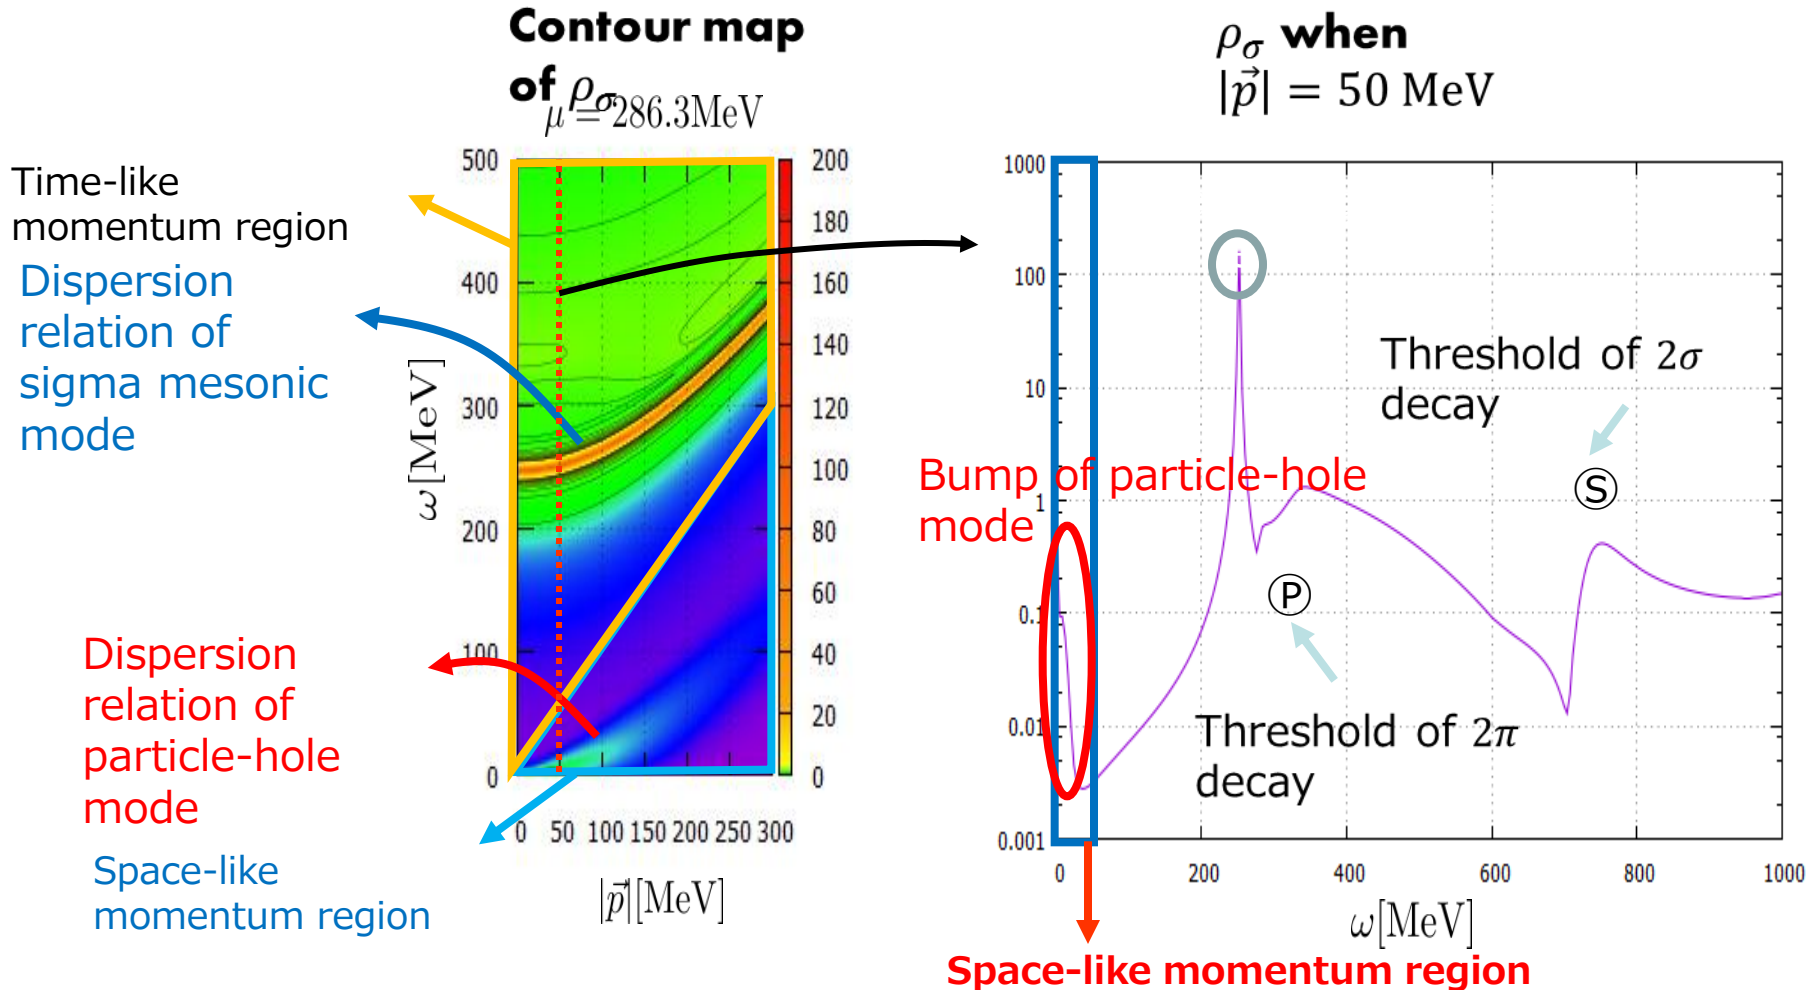 Contour map
of ρσ
μ = 286.3MeV
ρσ when
|p⃗| = 50 MeV
Time-like
momentum region
Dispersion
relation of
sigma mesonic
mode
Dispersion
relation of
particle-hole
mode
Space-like
momentum region
500
400
300
200
100
0
ω[MeV]
0 50 100 150 200 250 300
|p⃗|[MeV]
200
180
160
140
120
100
80
60
40
20
0
1000
100
10
1
0.1
0.01
0.001
Threshold of 2σ
decay
Ⓢ
Bump of particle-hole
mode
Ⓟ
Threshold of 2π
decay
0 200 400 600 800 1000
ω[MeV]
Space-like momentum region